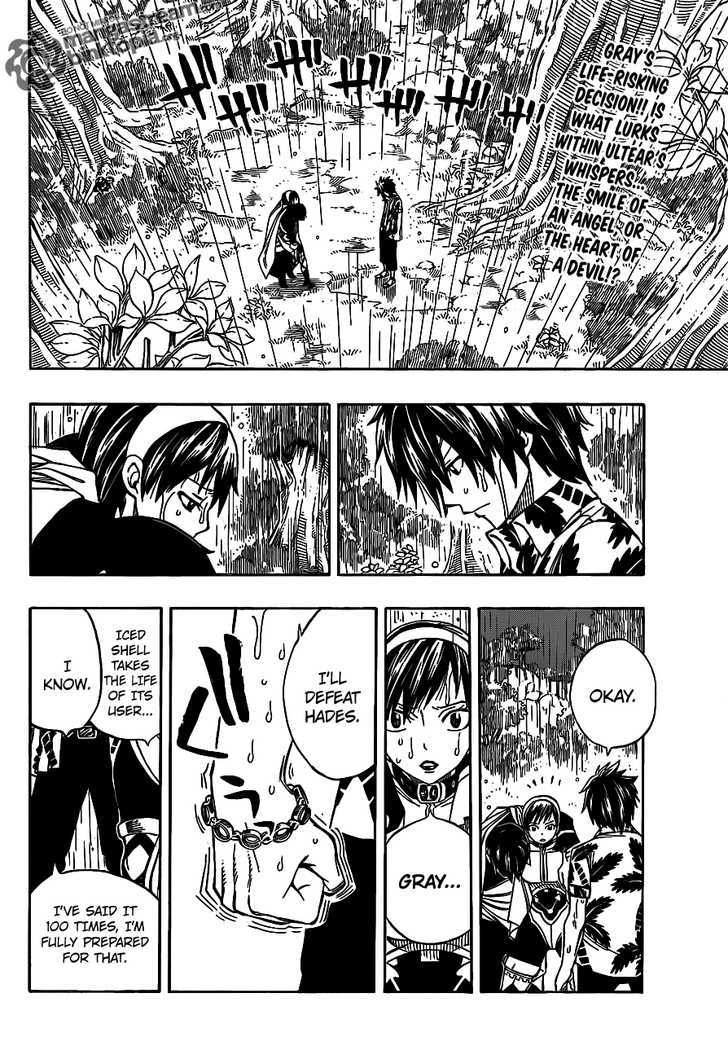 mangastream
binktopia
GRAY'S
LIFE-RISKING
DECISION!! IS
WHAT LURKS
WITHIN ULTEAR'S
WHISPERS...
THE SMILE OF
AN ANGEL, OR
THE HEART OF
A DEVIL!?
OKAY.
GRAY...
I'LL
DEFEAT
HADES.
ICED
SHELL
TAKES
THE LIFE
OF ITS
USER...
I
KNOW.
I'VE SAID IT
100 TIMES, I'M
FULLY PREPARED
FOR THAT.